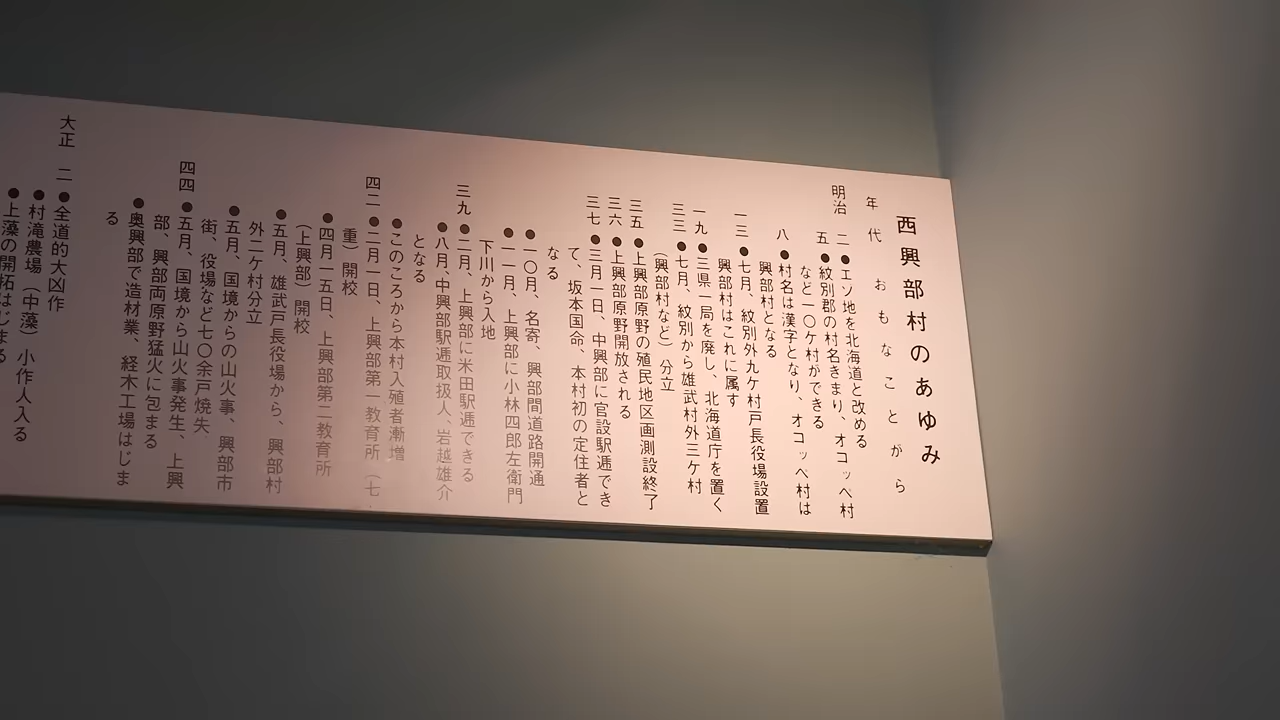 西興部村のあゆみ
年代 おもなことがら
明治 二●エゾ地を北海道と改める
五●紋別郡の村名きまり、オコッペ村
など一〇ケ村ができる
八●村名は漢字となり、オコッペ村は
興部村となる
一三●七月、紋別外九ケ村戸長役場設置
興部村はこれに属す
一九●三県一局を廃し、北海道庁を置く
三三●七月、紋別から雄武村外三ケ村
（興部村など）分立
三五●上興部原野の殖民地区画測設終了
三六●上興部原野開放される
三七●三月一日、中興部に官設駅逓でき
て、坂本国命、本村初の定住者と
なる
●一〇月、名寄、興部間道路開通
●一一月、上興部に小林四郎左衛門
下川から入地
三九●二月、上興部に米田駅逓できる
●八月、中興部駅逓取扱人、岩越雄介
となる
●このころから本村入殖者漸増
四二●二月一日、上興部第一教育所（七
重）開校
●四月一五日、上興部第二教育所
（上興部）開校
●五月、雄武戸長役場から、興部村
外二ケ村分立
●五月、国境からの山火事、興部市
街、役場など七〇余戸焼失、
四四●五月、国境から山火事発生、上興
部、興部両原野猛火に包まる
●奥興部で造材業、経木工場はじま
る
大正 二●全道的大凶作
●村滝農場（中藻）小作人入る
●上藻の開拓はじまる